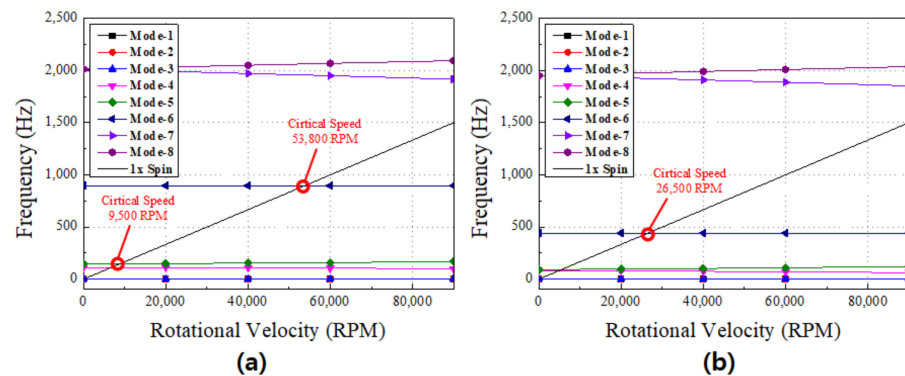 2,500
2,000
1,500
1,000
500
0
Frequency (Hz)
Mode-1
Mode-2
Mode-3
Mode-4
Mode-5
Mode-6
Mode-7
Mode-8
1x Spin
Cirtical Speed
53,800 RPM
Cirtical Speed
9,500 RPM
0 20,000 40,000 60,000 80,000
Rotational Velocity (RPM)
(a)
2,500
2,000
1,500
1,000
500
0
Frequency (Hz)
Mode-1
Mode-2
Mode-3
Mode-4
Mode-5
Mode-6
Mode-7
Mode-8
1x Spin
Cirtical Speed
26,500 RPM
0 20,000 40,000 60,000 80,000
Rotational Velocity (RPM)
(b)